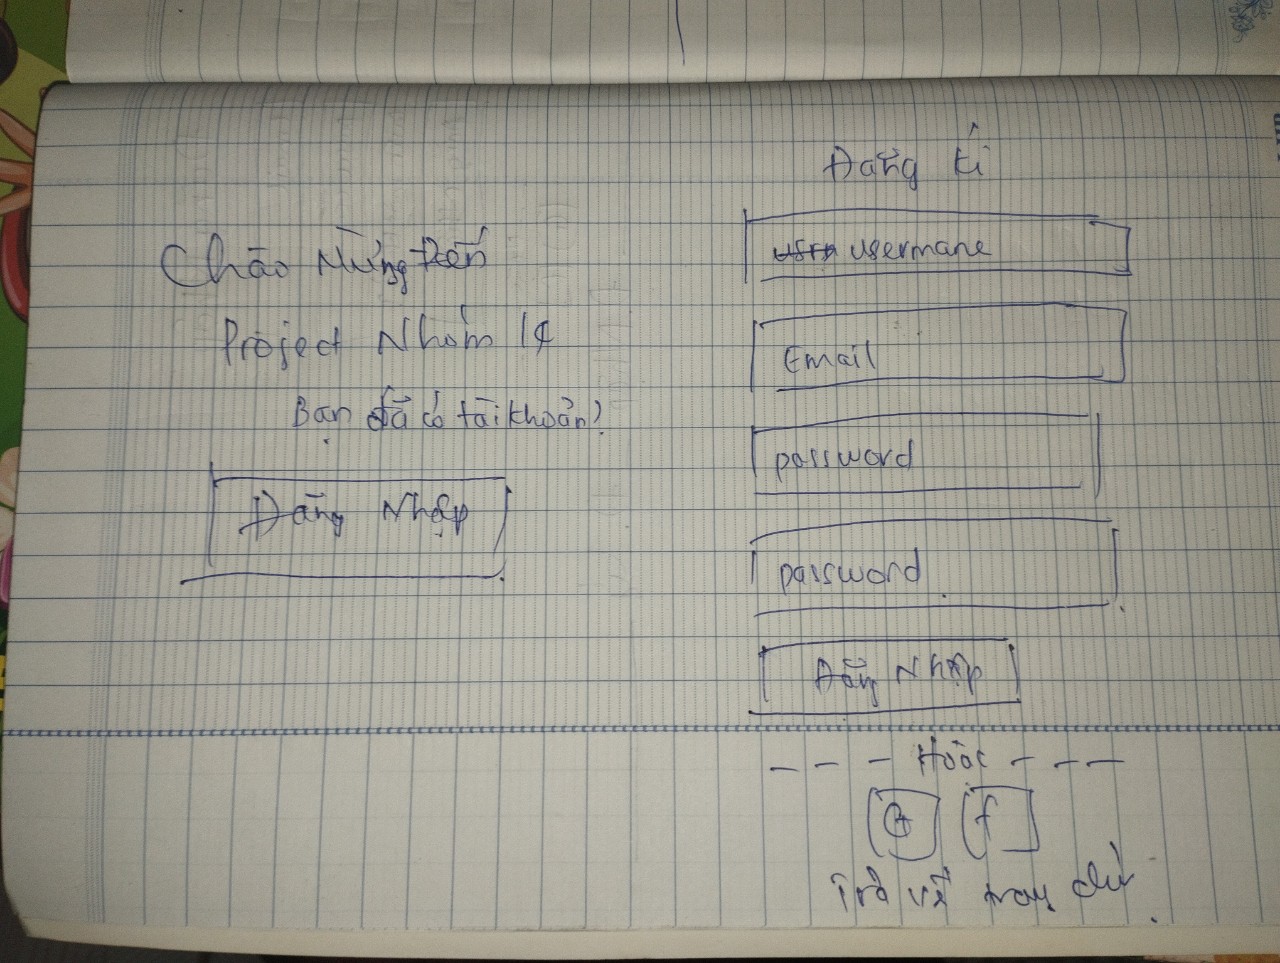 Chào Mừng Đến
Project Nhóm 14
Bạn đã có tài khoản?
Đăng Nhập
Đăng kí
usermane
Email
password
password
Đăng Nhập
- - - Hoặc - - -
G f
Trở về trang chủ